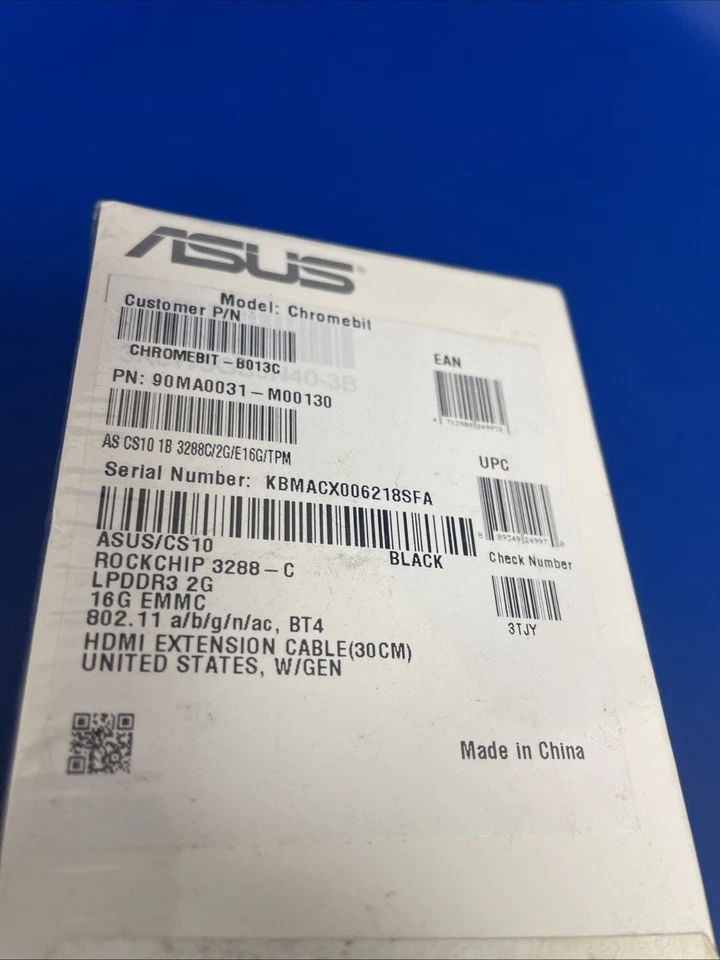 ASUS®
Model: Chromebit
Customer P/N
CHROMEBIT-B013C
PN: 90MA0031-M00130
AS CS10 1B 3288C/2G/E16G/TPM
Serial Number: KBMACX006218SFA
ASUS/CS10
BLACK
ROCKCHIP 3288-C
LPDDR3 2G
16G EMMC
802.11 a/b/g/n/ac, BT4
HDMI EXTENSION CABLE(30CM)
UNITED STATES, W/GEN
EAN
UPC
Check Number
3TJY
Made in China